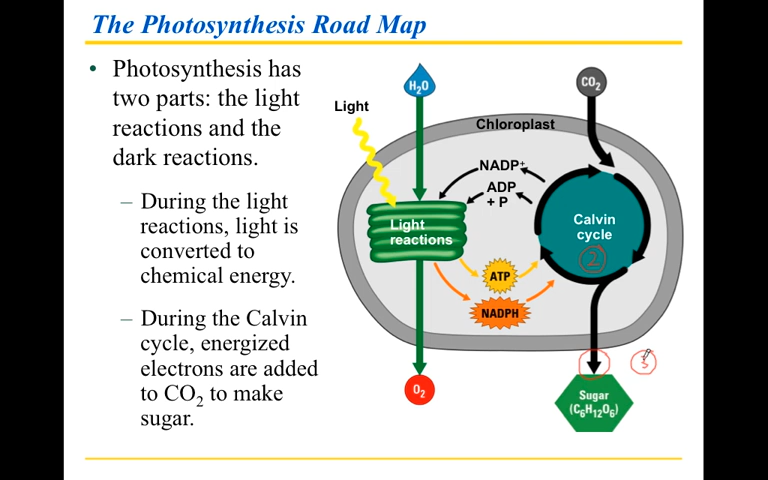 The Photosynthesis Road Map
• Photosynthesis has
two parts: the light
reactions and the
dark reactions.
– During the light
reactions, light is
converted to
chemical energy.
– During the Calvin
cycle, energized
electrons are added
to CO₂ to make
sugar.
H₂O
CO₂
Light
Chloroplast
NADP⁺
ADP
+ P
Light
reactions
Calvin
cycle
2
ATP
NADPH
3
O₂
Sugar
(C₆H₁₂O₆)